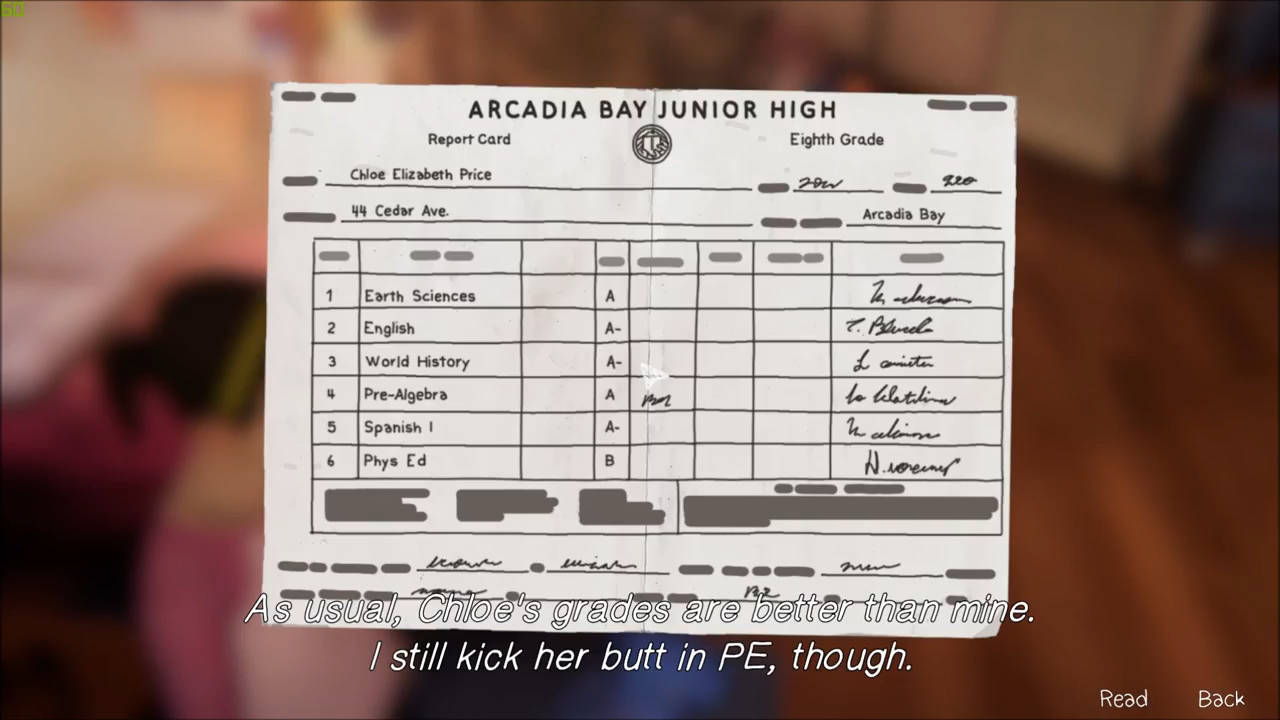 60
ARCADIA BAY JUNIOR HIGH
Report Card Eighth Grade
Chloe Elizabeth Price
44 Cedar Ave. Arcadia Bay
1 Earth Sciences A
2 English A-
3 World History A-
4 Pre-Algebra A
5 Spanish 1 A-
6 Phys Ed B
As usual, Chloe's grades are better than mine.
I still kick her butt in PE, though.
Read Back